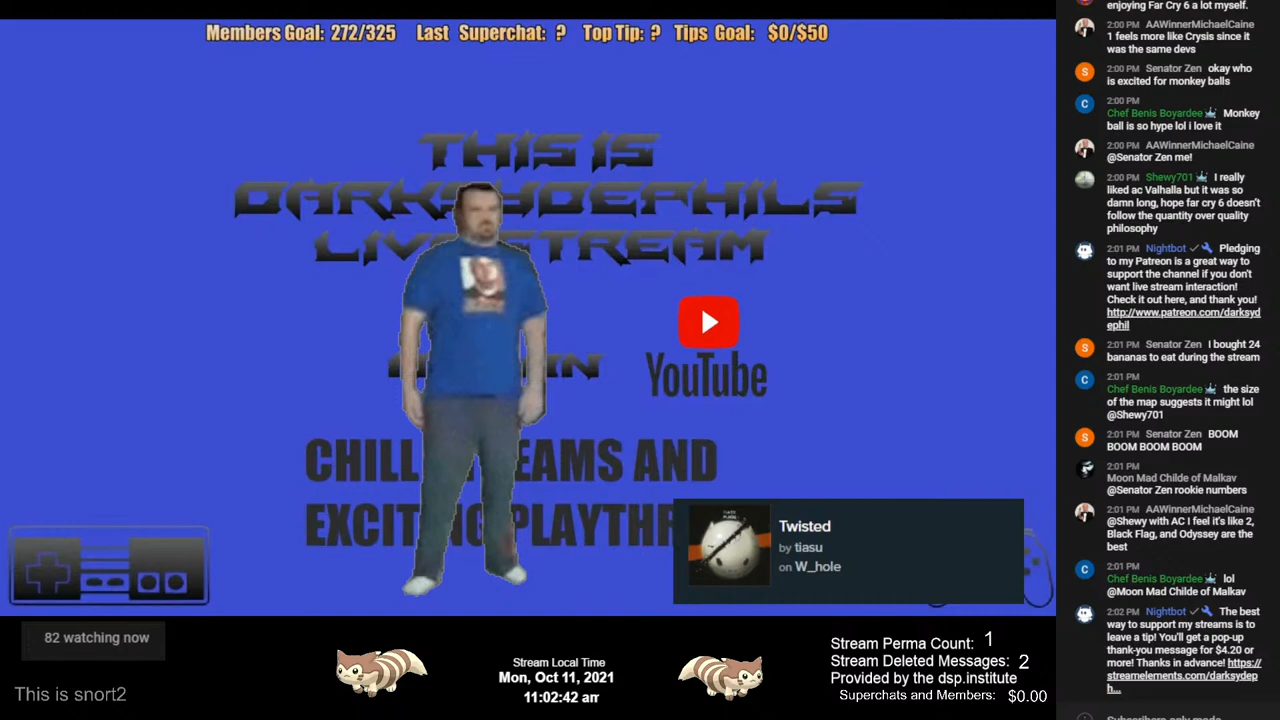 Members Goal: 272/325 Last Superchat: ? Top Tip: ? Tips Goal: $0/$50
THIS IS
DARKSYDEPHILS
LIVESTREAM
YouTube
CHILL EAMS AND
EXCITING PLAYTHR
Twisted
by tiasu
on W_hole
82 watching now
This is snort2
Stream Local Time
Mon, Oct 11, 2021
11:02:42 am
Stream Perma Count: 1
Stream Deleted Messages: 2
Provided by the dsp.institute
Superchats and Members: $0.00
enjoying Far Cry 6 a lot myself.
2:00 PM AAWinnerMichaelCaine
1 feels more like Crysis since it
was the same devs
2:00 PM Senator Zen okay who
is excited for monkey balls
2:00 PM
Chef Benis Boyardee Monkey
ball is so hype lol i love it
2:00 PM AAWinnerMichaelCaine
@Senator Zen me!
2:00 PM Shewy701 I really
liked ac Valhalla but it was so
damn long, hope far cry 6 doesn't
follow the quantity over quality
philosophy
2:01 PM Nightbot Pledging
to my Patreon is a great way to
support the channel if you don't
want live stream interaction!
Check it out here, and thank you!
http://www.patreon.com/darksyd
ephil
2:01 PM Senator Zen I bought 24
bananas to eat during the stream
2:01 PM
Chef Benis Boyardee the size
of the map suggests it might lol
@Shewy701
2:01 PM Senator Zen BOOM
BOOM BOOM BOOM
2:01 PM
Moon Mad Childe of Malkav
@Senator Zen rookie numbers
2:01 PM AAWinnerMichaelCaine
@Shewy with AC I feel it's like 2,
Black Flag, and Odyssey are the
best
2:01 PM
Chef Benis Boyardee lol
@Moon Mad Childe of Malkav
2:02 PM Nightbot The best
way to support my streams is to
leave a tip! You'll get a pop-up
thank-you message for $4.20 or
more! Thanks in advance! https://
streamelements.com/darksydep
h...
Subscribers-only mode